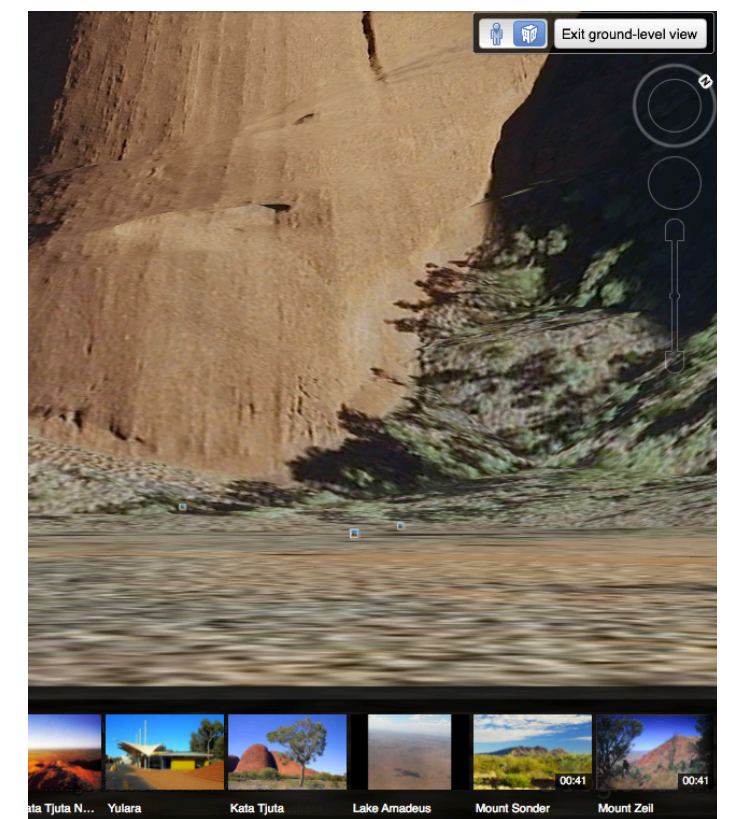 Exit ground-level view
N
00:41
00:41
ata Tjuta N...
Yulara
Kata Tjuta
Lake Amadeus
Mount Sonder
Mount Zeil